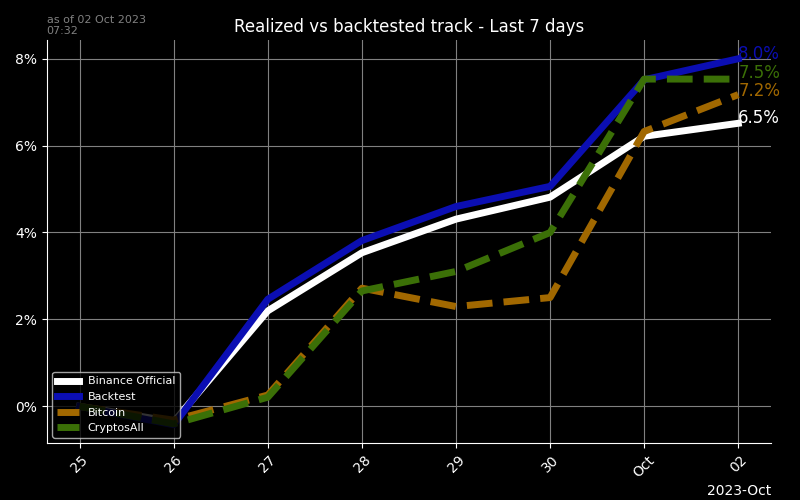 as of 02 Oct 2023
07:32
Realized vs backtested track - Last 7 days
8%
6%
4%
2%
0%
8.0%
7.5%
7.2%
6.5%
Binance Official
Backtest
Bitcoin
CryptosAll
25
26
27
28
29
30
Oct
02
2023-Oct